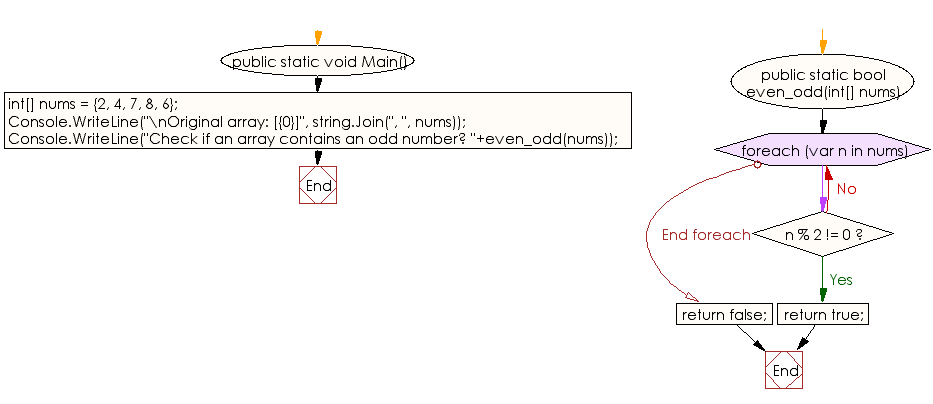 public static void Main()
int[] nums = {2, 4, 7, 8, 6};
Console.WriteLine("\nOriginal array: [{0}]", string.Join(", ", nums));
Console.WriteLine("Check if an array contains an odd number? "+even_odd(nums));
End
public static bool
even_odd(int[] nums)
foreach (var n in nums)
No
End foreach
n % 2 != 0 ?
Yes
return false;
return true;
End